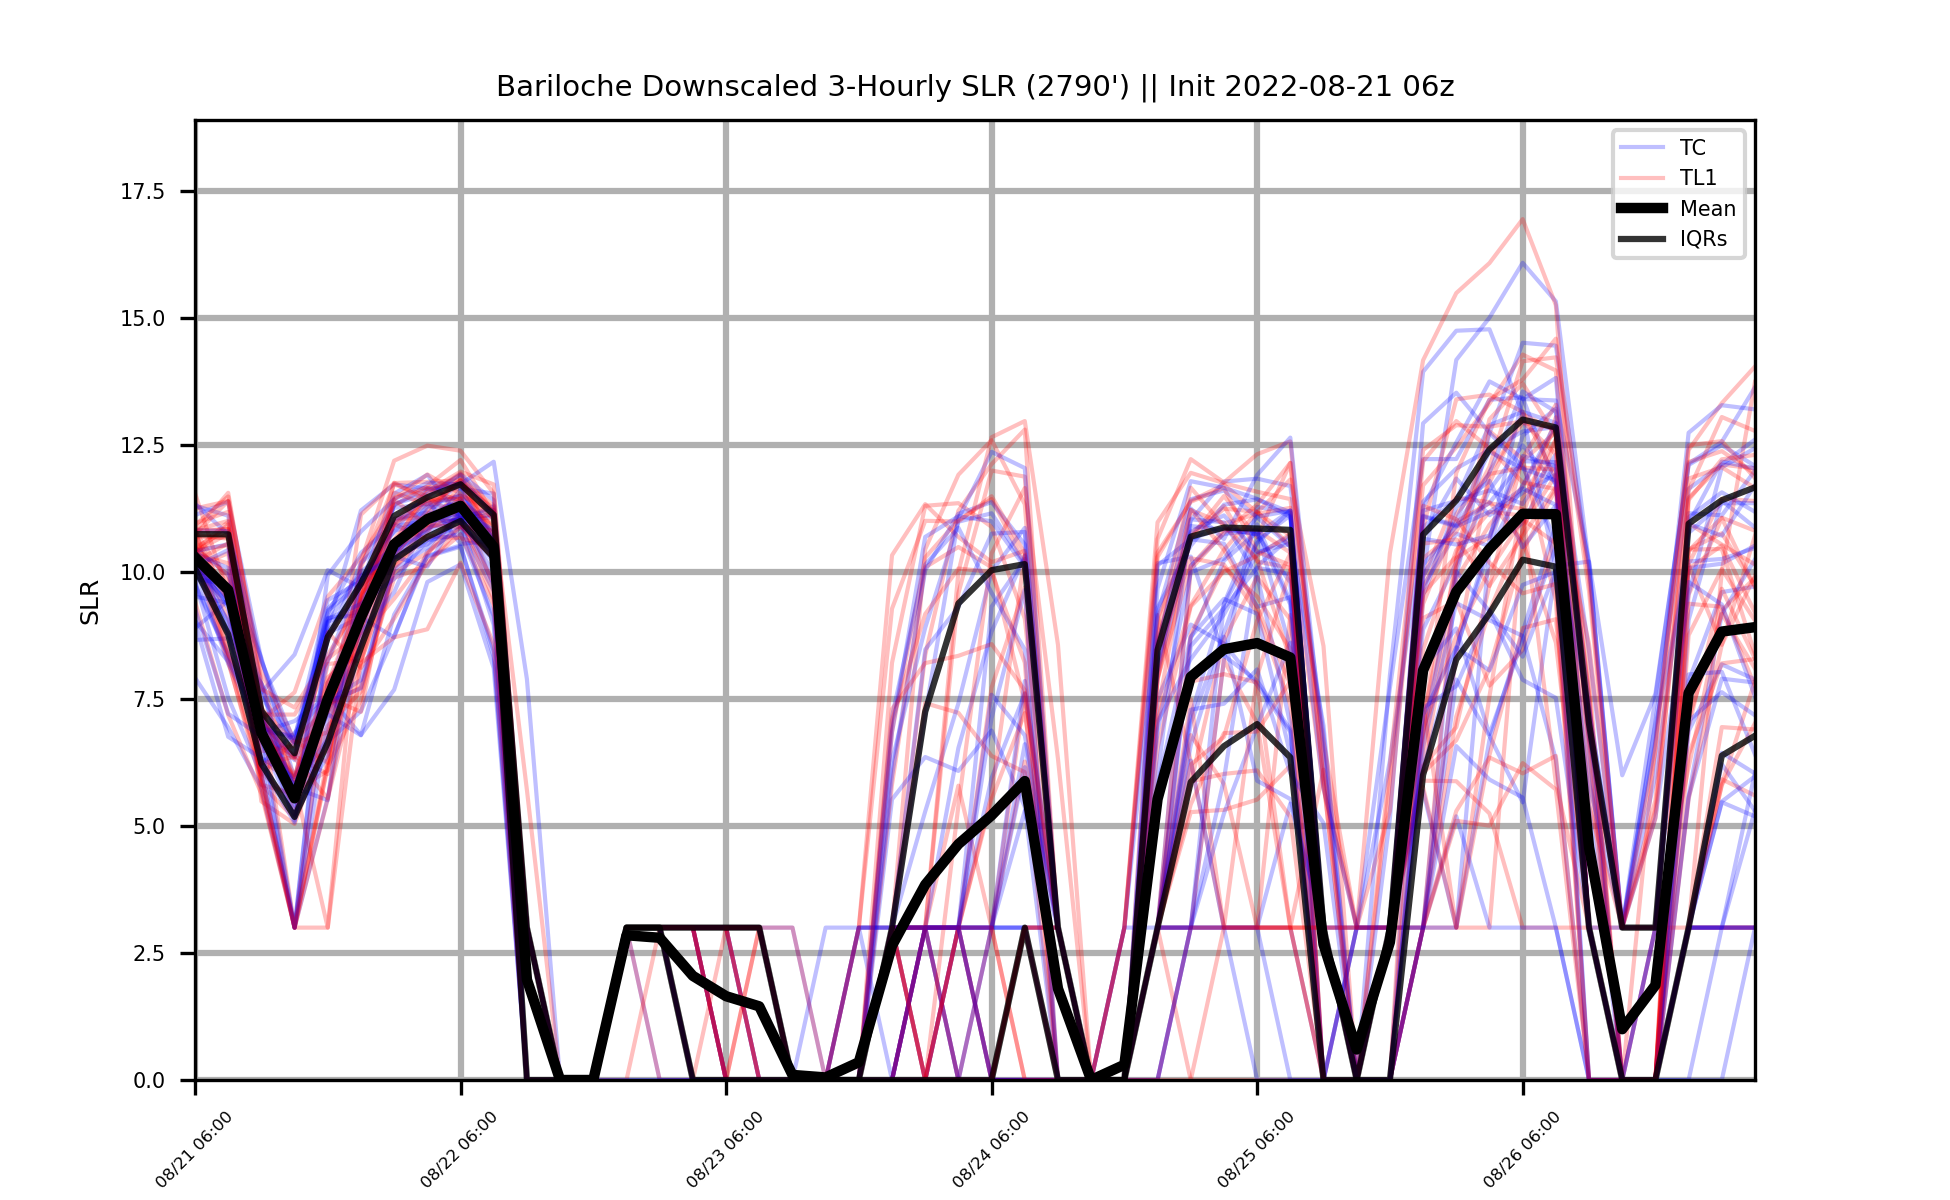 Bariloche Downscaled 3-Hourly SLR (2790') || Init 2022-08-21 06z
TC
TL1
Mean
IQRs
SLR
17.5
15.0
12.5
10.0
7.5
5.0
2.5
0.0
08/21 06:00
08/22 06:00
08/23 06:00
08/24 06:00
08/25 06:00
08/26 06:00